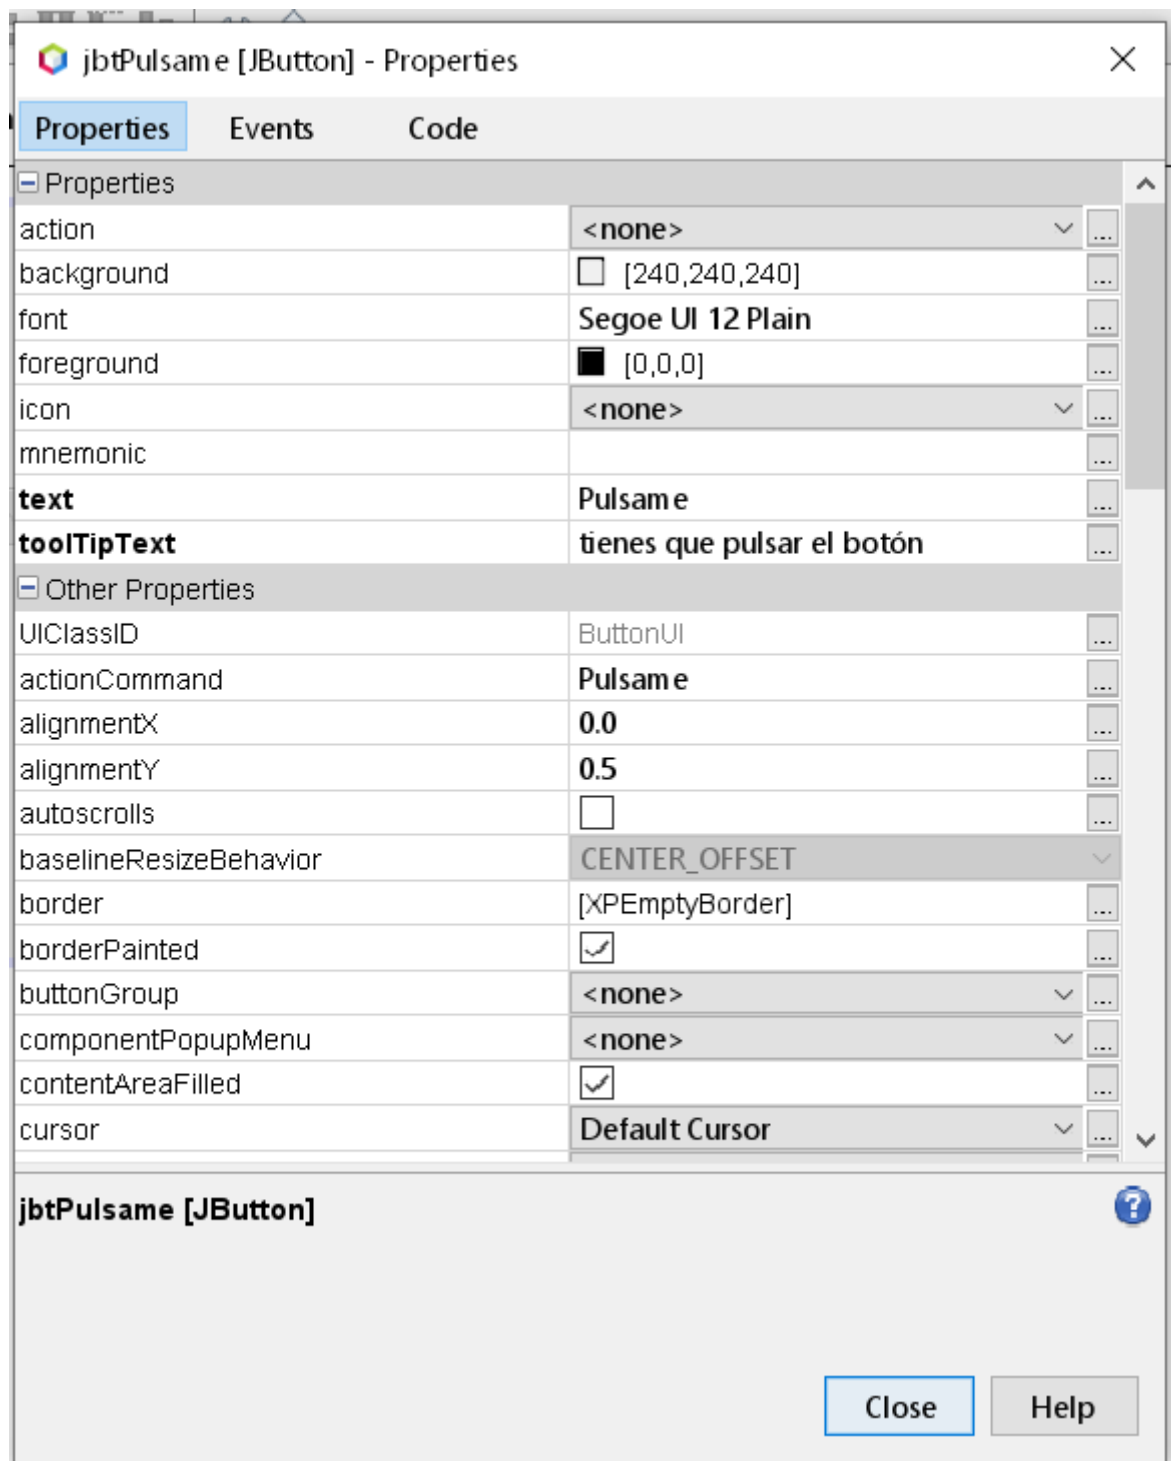 jbtPulsame [JButton] - Properties
Properties Events Code
Properties
action <none> ...
background [240,240,240] ...
font Segoe UI 12 Plain ...
foreground [0,0,0] ...
icon <none> ...
mnemonic ...
text Pulsame ...
toolTipText tienes que pulsar el botón ...
Other Properties
UIClassID ButtonUI ...
actionCommand Pulsame ...
alignmentX 0.0 ...
alignmentY 0.5 ...
autoscrolls ...
baselineResizeBehavior CENTER_OFFSET
border [XPEmptyBorder] ...
borderPainted ...
buttonGroup <none> ...
componentPopupMenu <none> ...
contentAreaFilled ...
cursor Default Cursor ...
jbtPulsame [JButton] ?
Close Help